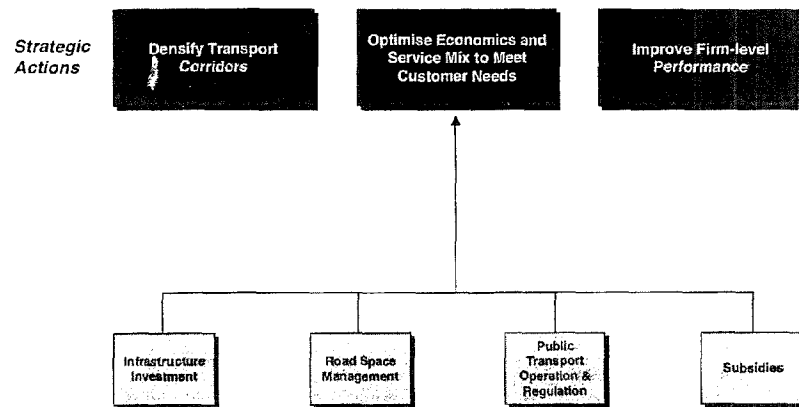 Strategic
Actions
Densify Transport
Corridors
Optimise Economics and
Service Mix to Meet
Customer Needs
Improve Firm-level
Performance
Infrastructure
Investment
Road Space
Management
Public
Transport
Operation &
Regulation
Subsidies